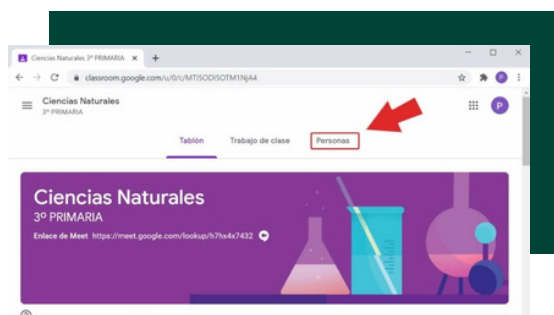 Ciencias Naturales 3º PRIMARIA
classroom.google.com/u/0/c/MTI5ODI5OTM1NjA4
Ciencias Naturales
3º PRIMARIA
P
P
Tablón Trabajo de clase Personas
Ciencias Naturales
3º PRIMARIA
Enlace de Meet https://meet.google.com/lookup/h7hx4x7432